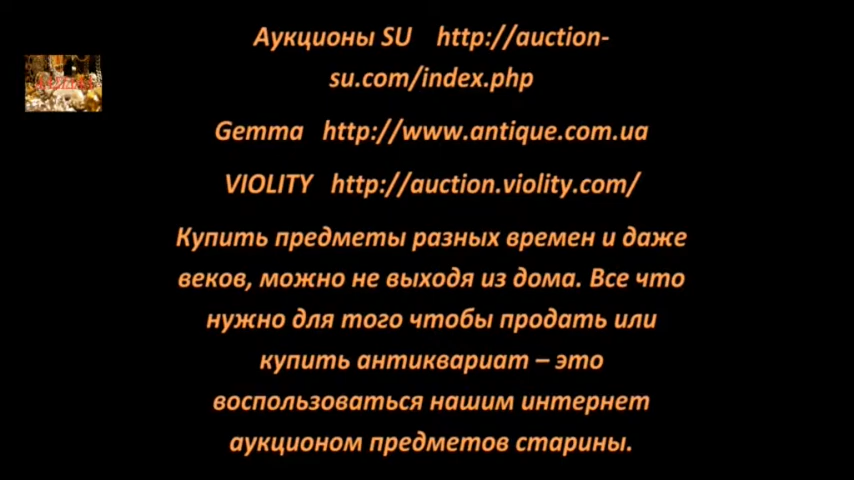 Аукционы SU http://auction-
su.com/index.php
Gemma http://www.antique.com.ua
VIOLITY http://auction.violity.com/
Купить предметы разных времен и даже
веков, можно не выходя из дома. Все что
нужно для того чтобы продать или
купить антиквариат – это
воспользоваться нашим интернет
аукционом предметов старины.